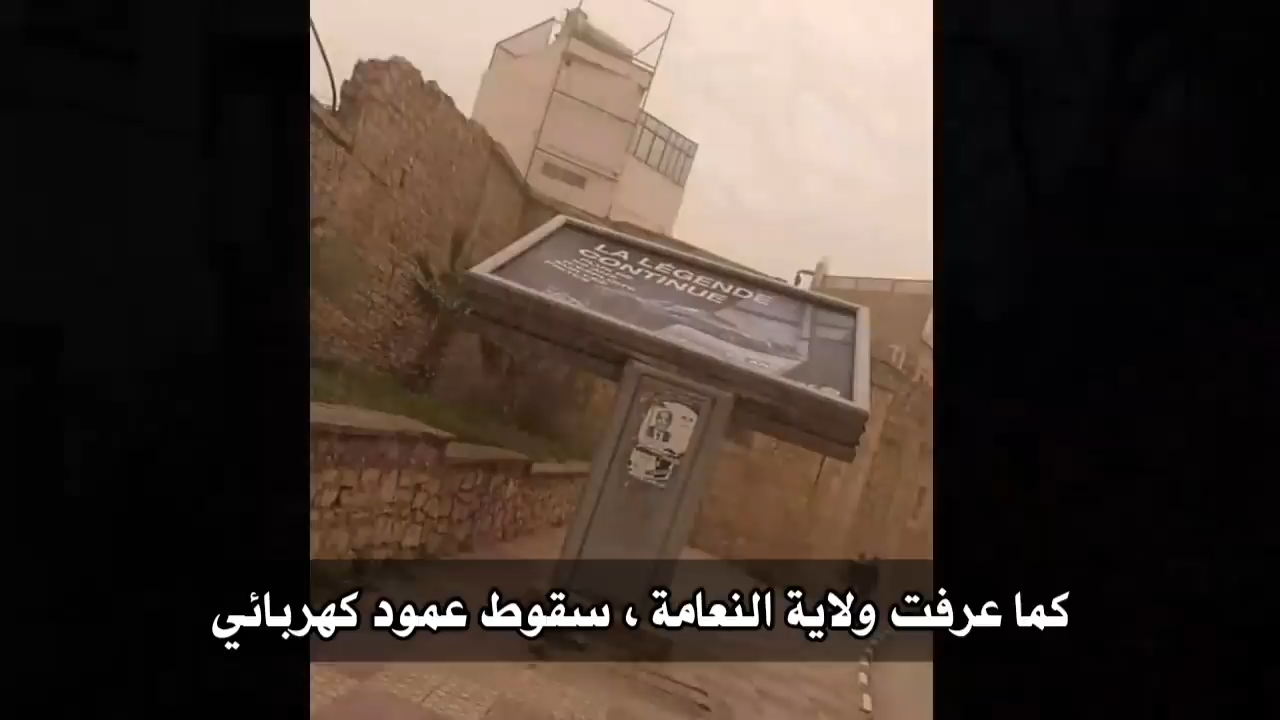 LA LÉGENDE
CONTINUE
كما عرفت ولاية النعامة ، سقوط عمود كهربائي